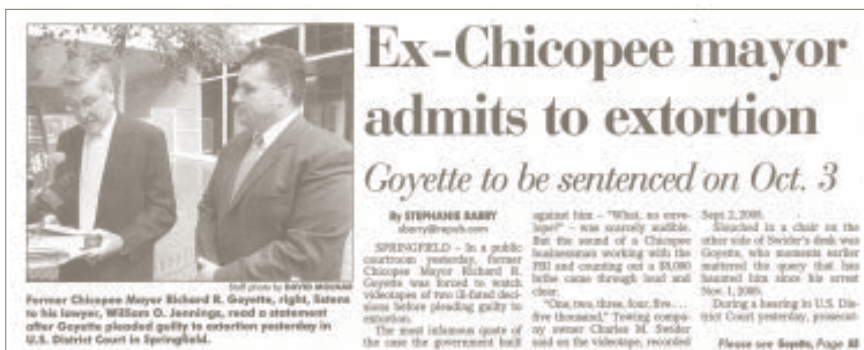 Ex-Chicopee mayor
admits to extortion
Goyette to be sentenced on Oct. 3
Staff photo by DAVID MOLNAR
Former Chicopee Mayor Richard R. Goyette, right, listens
to his lawyer, William O. Jennings, read a statement
after Goyette pleaded guilty to extortion yesterday in
U.S. District Court in Springfield.
By STEPHANIE BARRY
sbarry@repub.com
SPRINGFIELD – In a public
courtroom yesterday, former
Chicopee Mayor Richard R.
Goyette was forced to watch
videotapes of two ill-fated deci-
sions before pleading guilty to
extortion.
The most infamous quote of
the case the government built
against him – "What, no enve-
lope?" – was scarcely audible.
But the sound of a Chicopee
businessman working with the
FBI and counting out a $5,000
bribe came through loud and
clear.
"One, two, three, four, five. . . .
five thousand," Towing compa-
ny owner Charles M. Swider
said on the videotape, recorded
Sept. 2, 2005.
Slouched in a chair on the
other side of Swider's desk was
Goyette, who moments earlier
muttered the query that has
haunted him since his arrest
Nov. 1, 2005.
During a hearing in U.S. Dis-
trict Court yesterday, prosecut-
Please see Goyette, Page